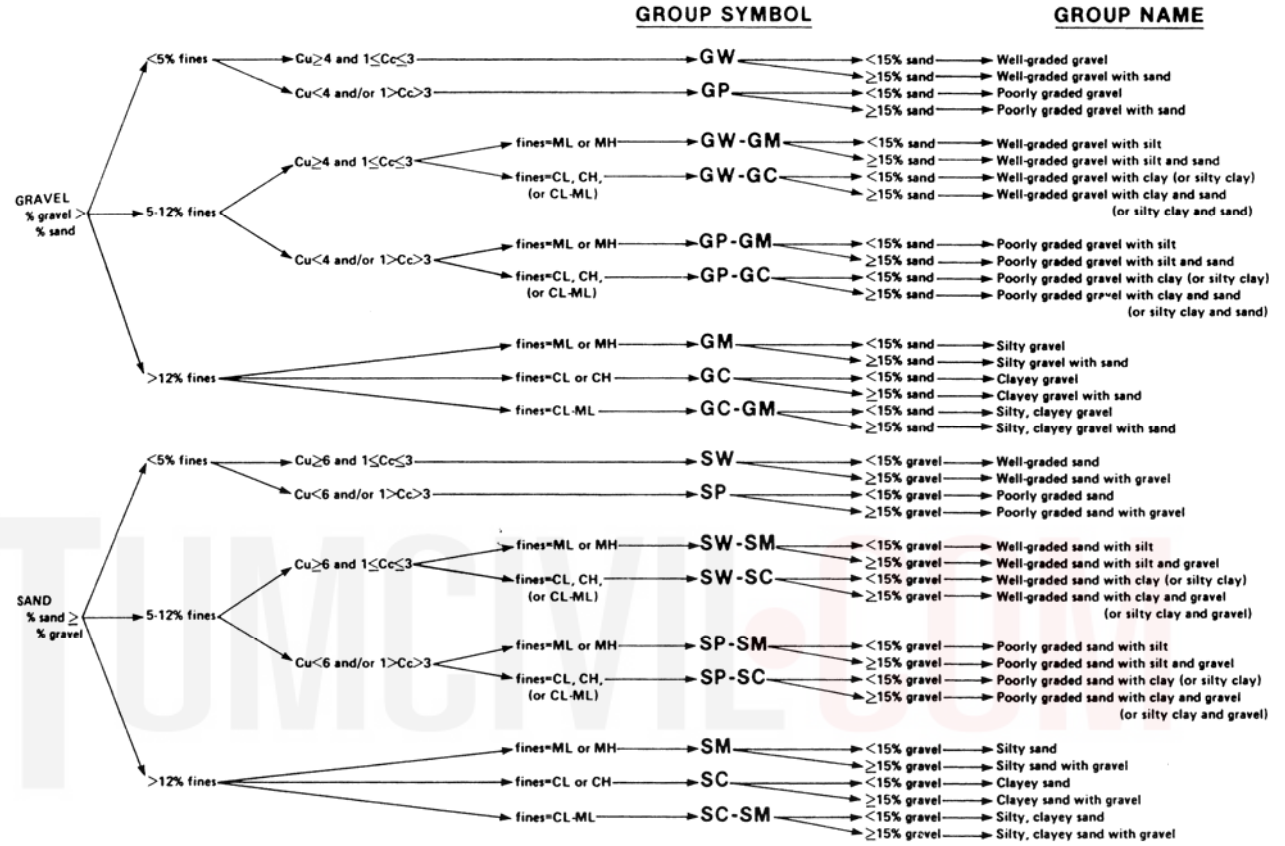 GROUP SYMBOL GROUP NAME
<5% fines Cu≥4 and 1≤Cc≤3 GW <15% sand Well-graded gravel
≥15% sand Well-graded gravel with sand
Cu<4 and/or 1>Cc>3 GP <15% sand Poorly graded gravel
≥15% sand Poorly graded gravel with sand
fines=ML or MH GW-GM <15% sand Well-graded gravel with silt
Cu≥4 and 1≤Cc≤3 ≥15% sand Well-graded gravel with silt and sand
fines=CL, CH, GW-GC <15% sand Well-graded gravel with clay (or silty clay)
(or CL-ML) ≥15% sand Well-graded gravel with clay and sand
GRAVEL
% gravel > 5-12% fines (or silty clay and sand)
% sand
fines=ML or MH GP-GM <15% sand Poorly graded gravel with silt
Cu<4 and/or 1>Cc>3 ≥15% sand Poorly graded gravel with silt and sand
fines=CL, CH, GP-GC <15% sand Poorly graded gravel with clay (or silty clay)
(or CL-ML) ≥15% sand Poorly graded gravel with clay and sand
(or silty clay and sand)
fines=ML or MH GM <15% sand Silty gravel
≥15% sand Silty gravel with sand
>12% fines fines=CL or CH GC <15% sand Clayey gravel
≥15% sand Clayey gravel with sand
fines=CL-ML GC-GM <15% sand Silty, clayey gravel
≥15% sand Silty, clayey gravel with sand
<5% fines Cu≥6 and 1≤Cc≤3 SW <15% gravel Well-graded sand
≥15% gravel Well-graded sand with gravel
Cu<6 and/or 1>Cc>3 SP <15% gravel Poorly graded sand
≥15% gravel Poorly graded sand with gravel
fines=ML or MH SW-SM <15% gravel Well-graded sand with silt
Cu≥6 and 1≤Cc≤3 ≥15% gravel Well-graded sand with silt and gravel
fines=CL, CH, SW-SC <15% gravel Well-graded sand with clay (or silty clay)
(or CL-ML) ≥15% gravel Well-graded sand with clay and gravel
SAND
% sand ≥ 5-12% fines (or silty clay and gravel)
% gravel
fines=ML or MH SP-SM <15% gravel Poorly graded sand with silt
Cu<6 and/or 1>Cc>3 ≥15% gravel Poorly graded sand with silt and gravel
fines=CL, CH, SP-SC <15% gravel Poorly graded sand with clay (or silty clay)
(or CL-ML) ≥15% gravel Poorly graded sand with clay and gravel
(or silty clay and gravel)
fines=ML or MH SM <15% gravel Silty sand
≥15% gravel Silty sand with gravel
>12% fines fines=CL or CH SC <15% gravel Clayey sand
≥15% gravel Clayey sand with gravel
fines=CL-ML SC-SM <15% gravel Silty, clayey sand
≥15% gravel Silty, clayey sand with gravel
TUMCIVIL.COM